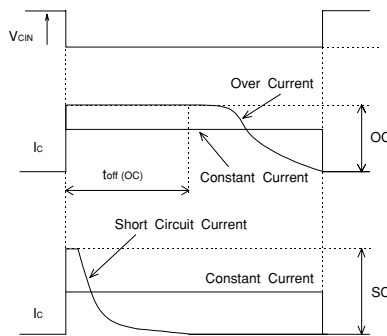 VCIN
Over Current
OC
IC
toff (OC)
Constant Current
Short Circuit Current
Constant Current
SC
IC